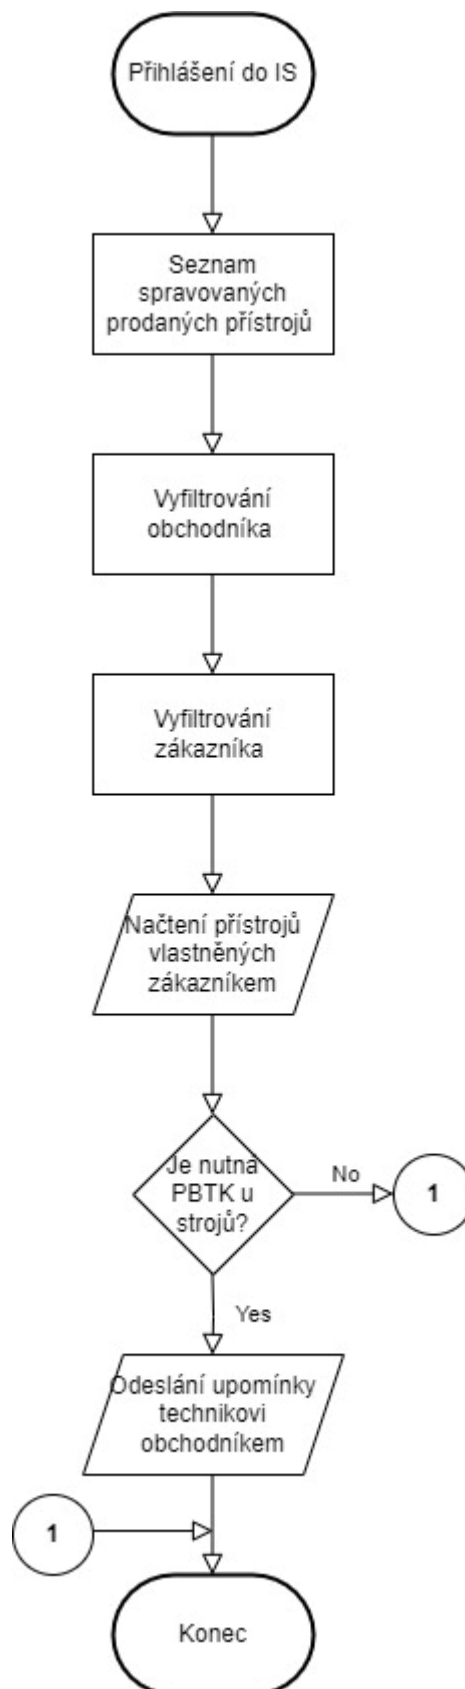 Přihlášení do IS
Seznam
spravovaných
prodaných přístrojů
Vyfiltrování
obchodníka
Vyfiltrování
zákazníka
Načtení přístrojů
vlastněných
zákazníkem
Je nutná
PBTK u
strojů?
No
1
Yes
Odeslání upomínky
technikovi
obchodníkem
1
Konec